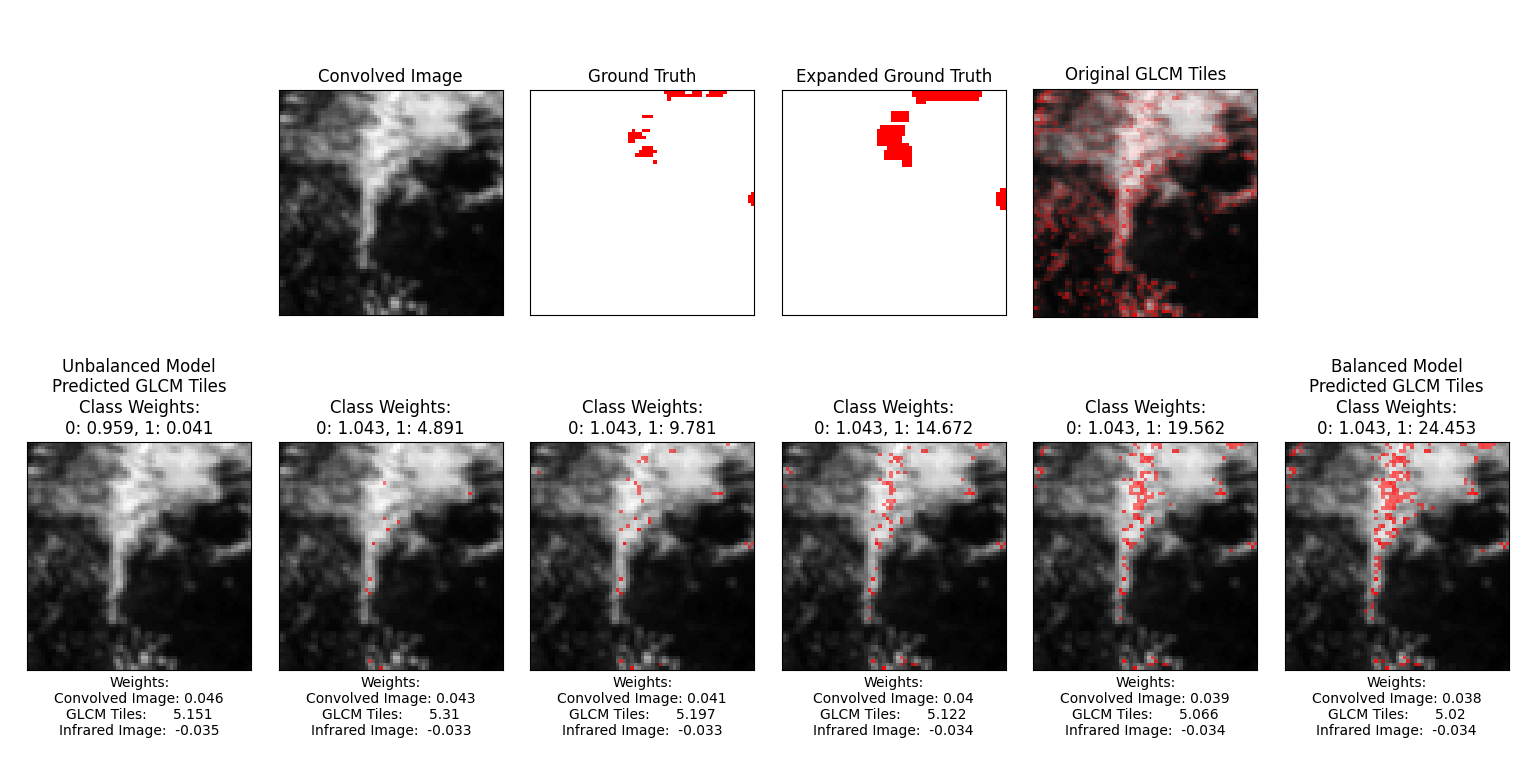 Convolved Image
Ground Truth
Expanded Ground Truth
Original GLCM Tiles
Unbalanced Model
Predicted GLCM Tiles
Class Weights:
0: 0.959, 1: 0.041
Class Weights:
0: 1.043, 1: 4.891
Class Weights:
0: 1.043, 1: 9.781
Class Weights:
0: 1.043, 1: 14.672
Class Weights:
0: 1.043, 1: 19.562
Balanced Model
Predicted GLCM Tiles
Class Weights:
0: 1.043, 1: 24.453
Weights:
Convolved Image: 0.046
GLCM Tiles: 5.151
Infrared Image: -0.035
Weights:
Convolved Image: 0.043
GLCM Tiles: 5.31
Infrared Image: -0.033
Weights:
Convolved Image: 0.041
GLCM Tiles: 5.197
Infrared Image: -0.033
Weights:
Convolved Image: 0.04
GLCM Tiles: 5.122
Infrared Image: -0.034
Weights:
Convolved Image: 0.039
GLCM Tiles: 5.066
Infrared Image: -0.034
Weights:
Convolved Image: 0.038
GLCM Tiles: 5.02
Infrared Image: -0.034